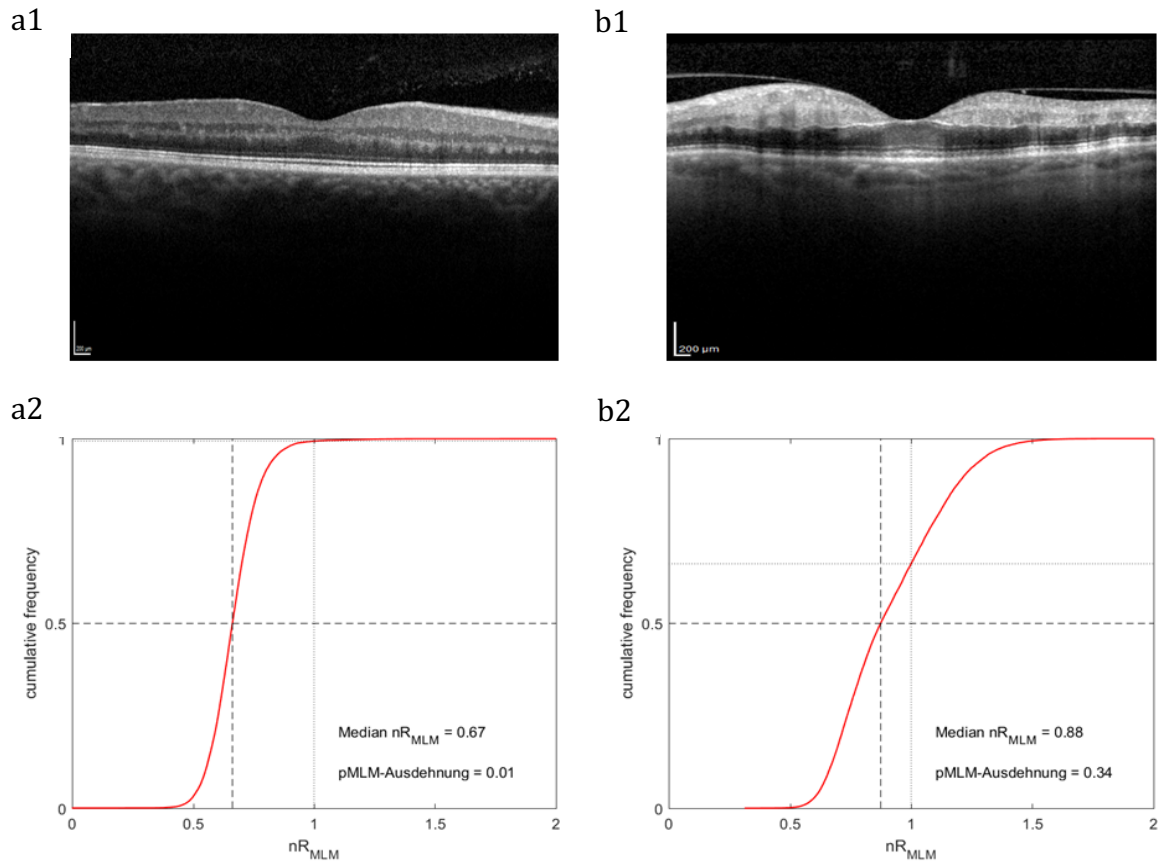 a1
b1
200 µm
200 µm
a2
b2
1
0.5
0
cumulative frequency
Median nR_MLM = 0.67
pMLM-Ausdehnung = 0.01
0 0.5 1 1.5 2
nR_MLM
1
0.5
0
cumulative frequency
Median nR_MLM = 0.88
pMLM-Ausdehnung = 0.34
0 0.5 1 1.5 2
nR_MLM